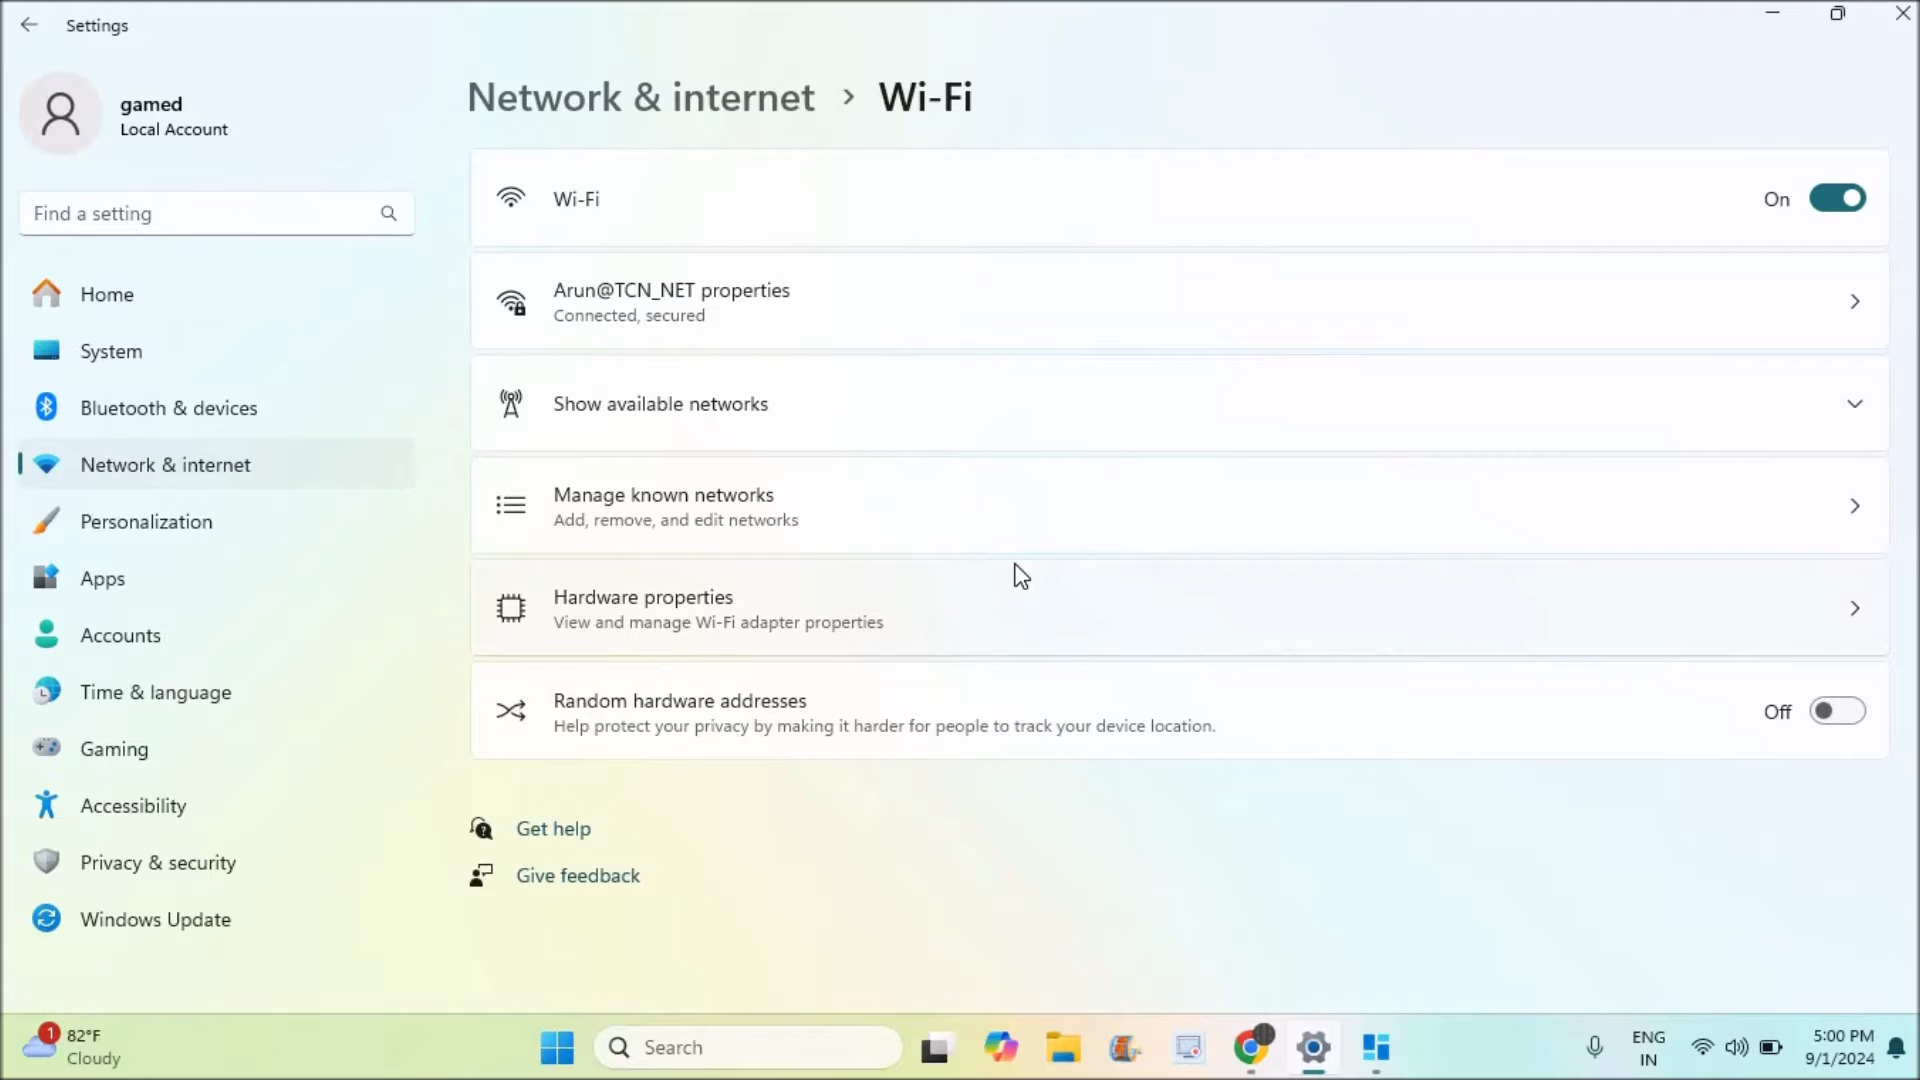 Settings
gamed
Local Account
Find a setting
Home
System
Bluetooth & devices
Network & internet
Personalization
Apps
Accounts
Time & language
Gaming
Accessibility
Privacy & security
Windows Update
Network & internet > Wi-Fi
Wi-Fi
On
Arun@TCN_NET properties
Connected, secured
Show available networks
Manage known networks
Add, remove, and edit networks
Hardware properties
View and manage Wi-Fi adapter properties
Random hardware addresses
Help protect your privacy by making it harder for people to track your device location.
Off
Get help
Give feedback
1
82°F
Cloudy
Search
ENG
IN
5:00 PM
9/1/2024